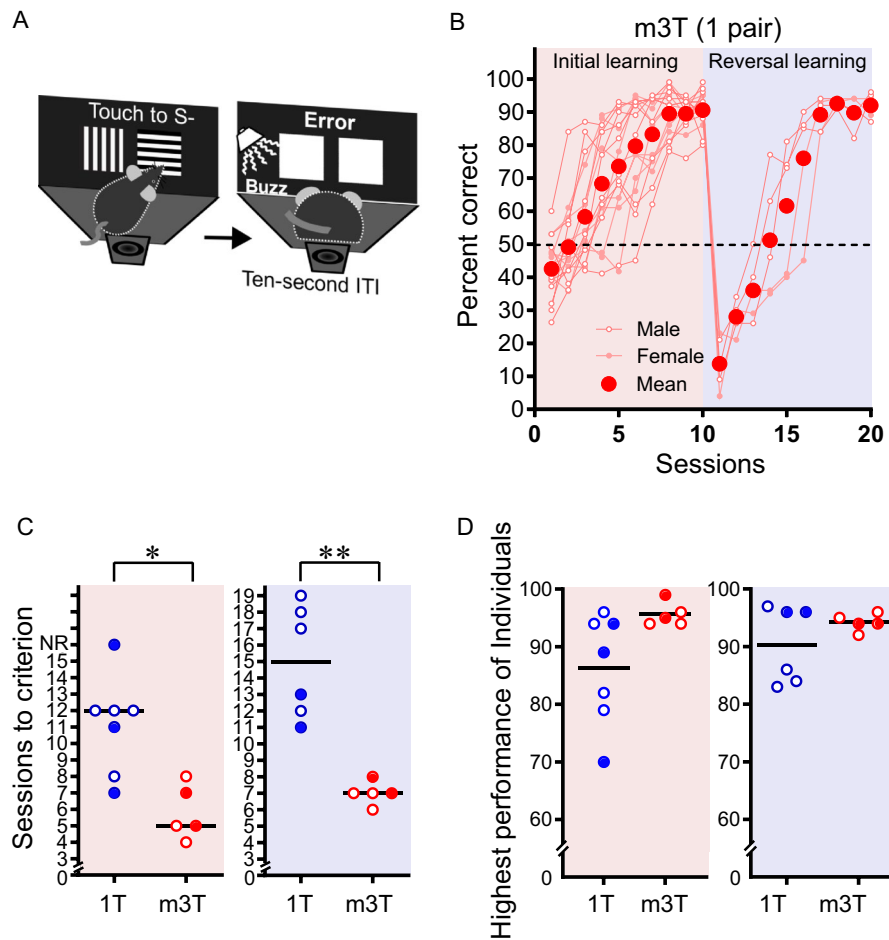 A
Touch to S-
Error
Buzz
Ten-second ITI
B
m3T (1 pair)
Initial learning
Reversal learning
Percent correct
100
90
80
70
60
50
40
30
20
10
0
Male
Female
Mean
0
5
10
15
20
Sessions
C
*
**
Sessions to criterion
NR
15
14
13
12
11
10
8
7
6
5
4
3
0
1T
m3T
19
18
17
16
15
14
13
12
11
10
9
8
7
6
5
4
3
0
1T
m3T
D
Highest performance of Individuals
100
90
80
70
60
0
1T
m3T
100
90
80
70
60
0
1T
m3T